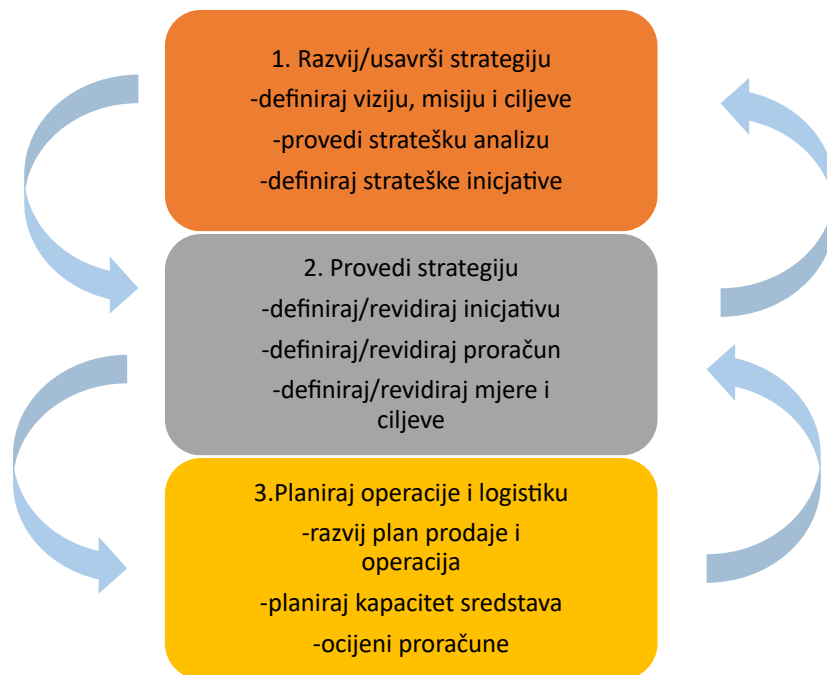 1. Razvij/usavrši strategiju
-definiraj viziju, misiju i ciljeve
-provedi stratešku analizu
-definiraj strateške inicjative
2. Provedi strategiju
-definiraj/revidiraj inicjativu
-definiraj/revidiraj proračun
-definiraj/revidiraj mjere i
ciljeve
3.Planiraj operacije i logistiku
-razvij plan prodaje i
operacija
-planiraj kapacitet sredstava
-ocijeni proračune